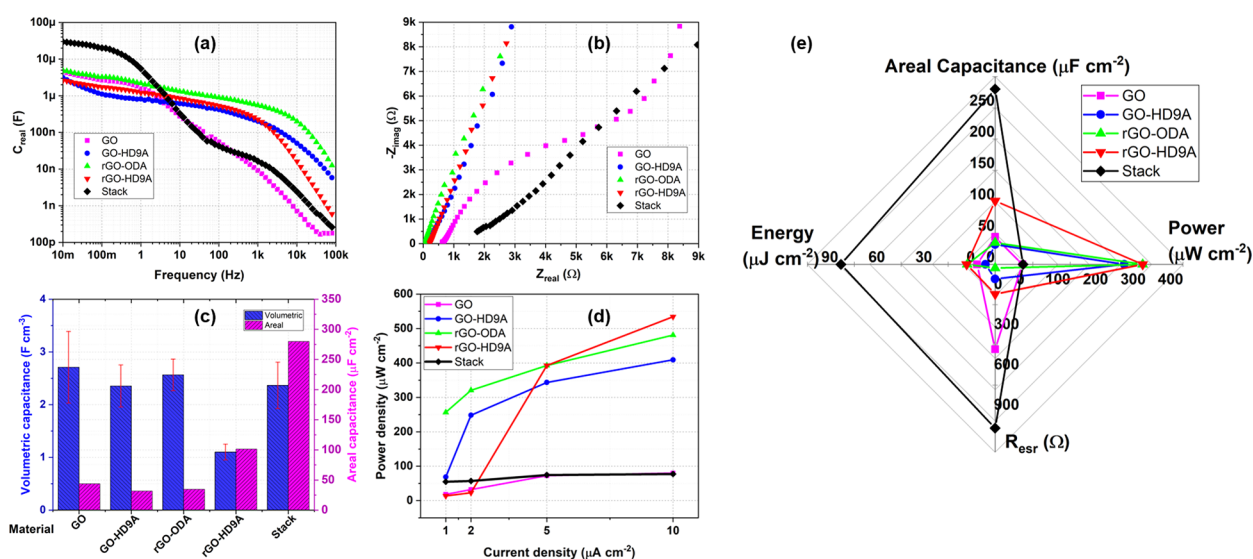 (a)
100µ
10µ
1µ
100n
10n
1n
100p
C_real (F)
GO
GO-HD9A
rGO-ODA
rGO-HD9A
Stack
10m 100m 1 10 100 1k 10k 100k
Frequency (Hz)
(b)
9k
8k
7k
6k
5k
4k
3k
2k
1k
0
-Z_imag (Ω)
GO
GO-HD9A
rGO-ODA
rGO-HD9A
Stack
0 1k 2k 3k 4k 5k 6k 7k 8k 9k
Z_real (Ω)
(c)
4
3
2
1
0
Volumetric capacitance (F cm⁻³)
Volumetric
Areal
350
300
250
200
150
100
50
0
Areal capacitance (µF cm⁻²)
Material
GO
GO-HD9A
rGO-ODA
rGO-HD9A
Stack
(d)
600
500
400
300
200
100
0
Power density (µW cm⁻²)
GO
GO-HD9A
rGO-ODA
rGO-HD9A
Stack
1 2 5 10
Current density (µA cm⁻²)
(e)
Areal Capacitance (µF cm⁻²)
250
200
150
100
50
0
GO
GO-HD9A
rGO-ODA
rGO-HD9A
Stack
Energy
(µJ cm⁻²)
90 60 30 0
Power
(µW cm⁻²)
0 100 200 300 400
0
300
600
900
R_esr (Ω)